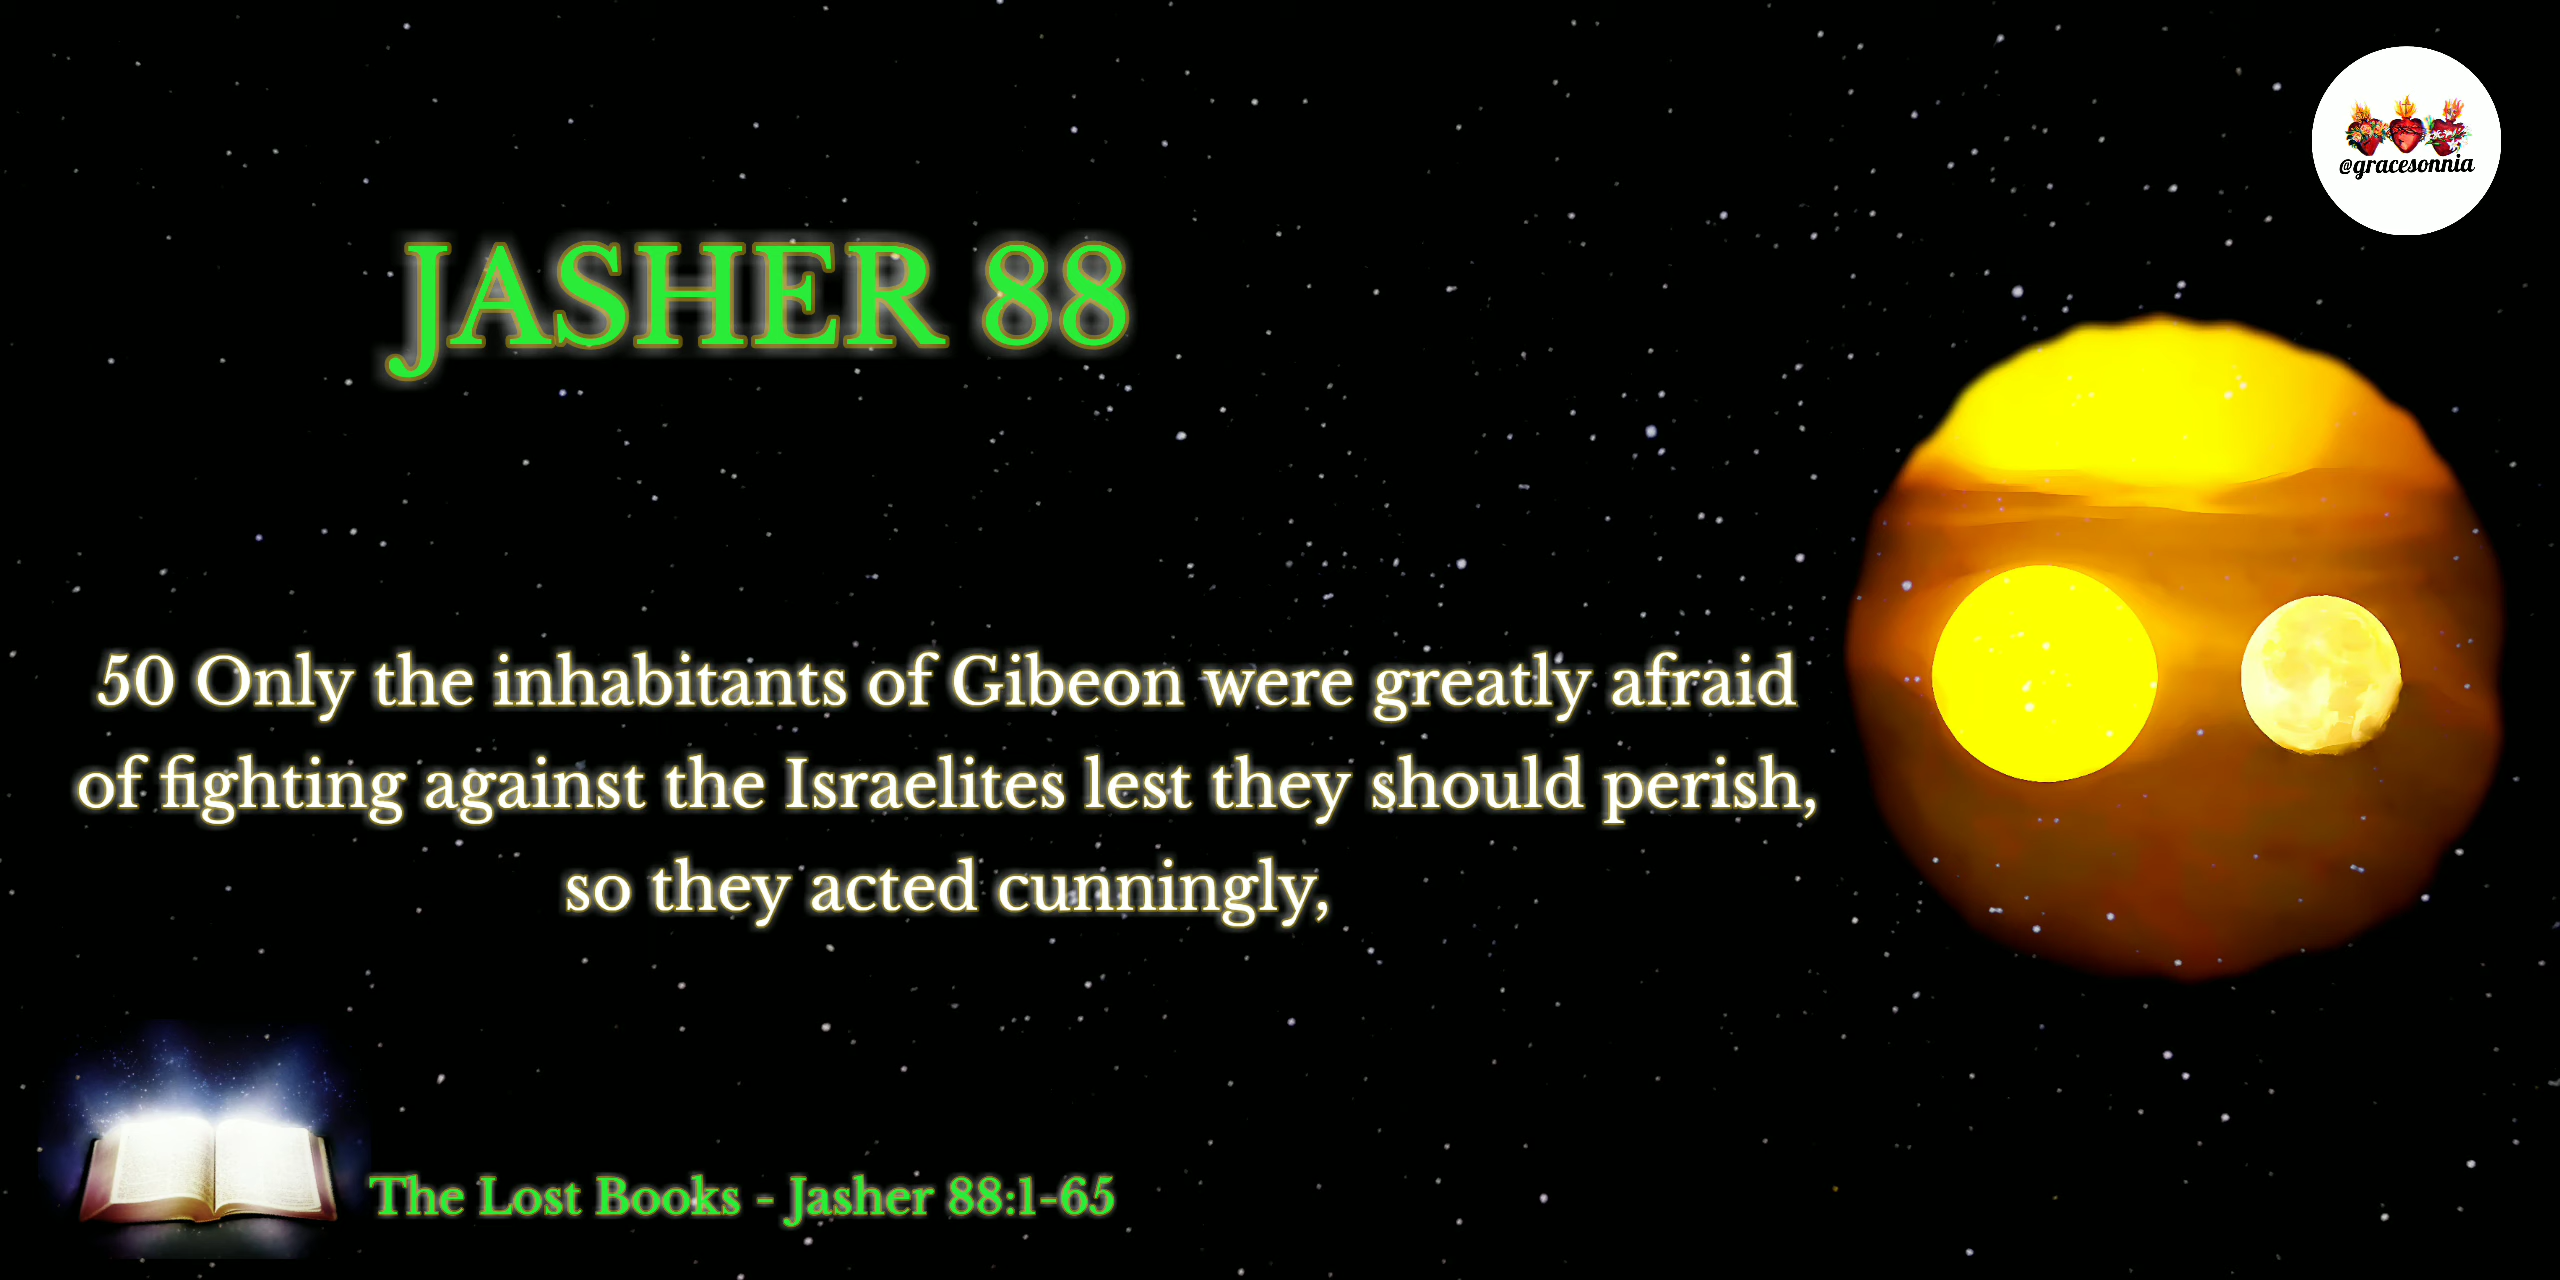 @gracesonnia
JASHER 88
50 Only the inhabitants of Gibeon were greatly afraid
of fighting against the Israelites lest they should perish,
so they acted cunningly,
The Lost Books - Jasher 88:1-65